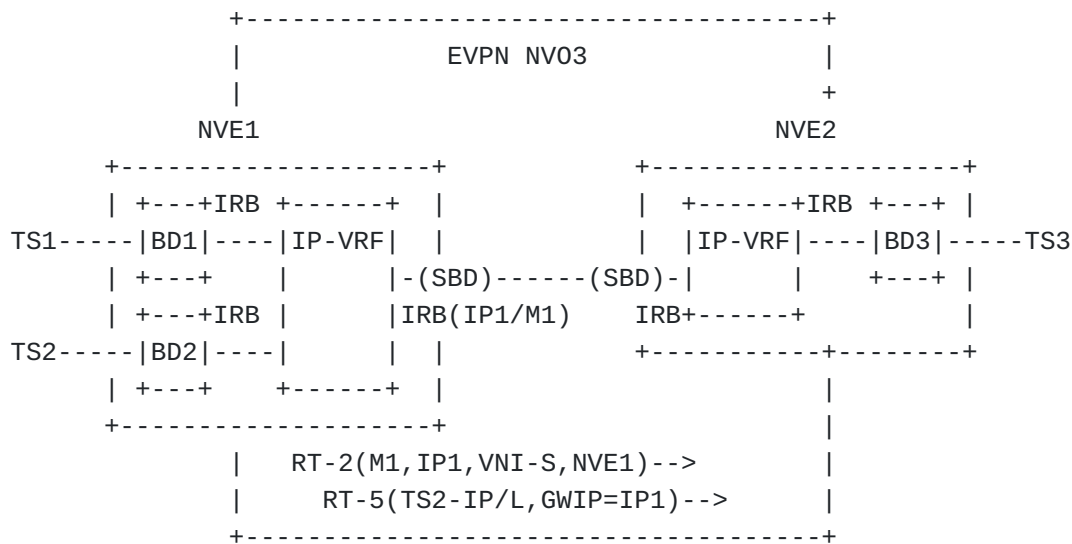 EVPN NVO3
NVE1 NVE2
IRB IRB
TS1 BD1 IP-VRF IP-VRF BD3 TS3
(SBD) (SBD)
IRB IRB(IP1/M1) IRB
TS2 BD2
RT-2(M1,IP1,VNI-S,NVE1)-->
RT-5(TS2-IP/L,GWIP=IP1)-->